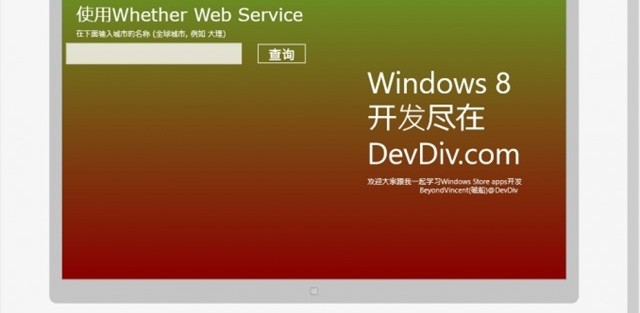 使用Whether Web Service
在下面输入城市的名称 (全球城市, 例如 大理)
查询
Windows 8
开发尽在
DevDiv.com
欢迎大家跟我一起学习Windows Store apps开发
BeyondVincent(破船)@DevDiv